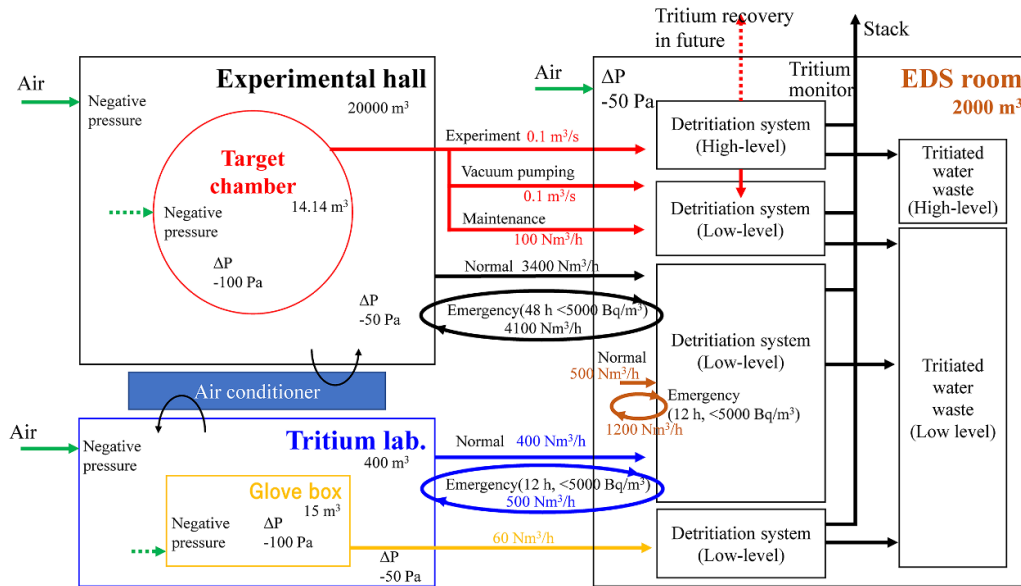 Tritium recovery
in future
Stack
Air
Negative
pressure
Experimental hall
20000 m³
Target
chamber
14.14 m³
Negative
pressure
ΔP
-100 Pa
ΔP
-50 Pa
Air conditioner
Air
Negative
pressure
Tritium lab.
400 m³
Glove box
15 m³
Negative
pressure
ΔP
-100 Pa
ΔP
-50 Pa
Experiment 0.1 m³/s
Vacuum pumping
0.1 m³/s
Maintenance
100 Nm³/h
Normal 3400 Nm³/h
Emergency(48 h <5000 Bq/m³)
4100 Nm³/h
Normal 400 Nm³/h
Emergency(12 h, <5000 Bq/m³)
500 Nm³/h
60 Nm³/h
Air
ΔP
-50 Pa
Tritium
monitor
EDS room
2000 m³
Detritiation system
(High-level)
Detritiation system
(Low-level)
Detritiation system
(Low-level)
Normal
500 Nm³/h
Emergency
(12 h, <5000 Bq/m³)
1200 Nm³/h
Detritiation system
(Low-level)
Tritiated
water
waste
(High-level)
Tritiated
water
waste
(Low level)